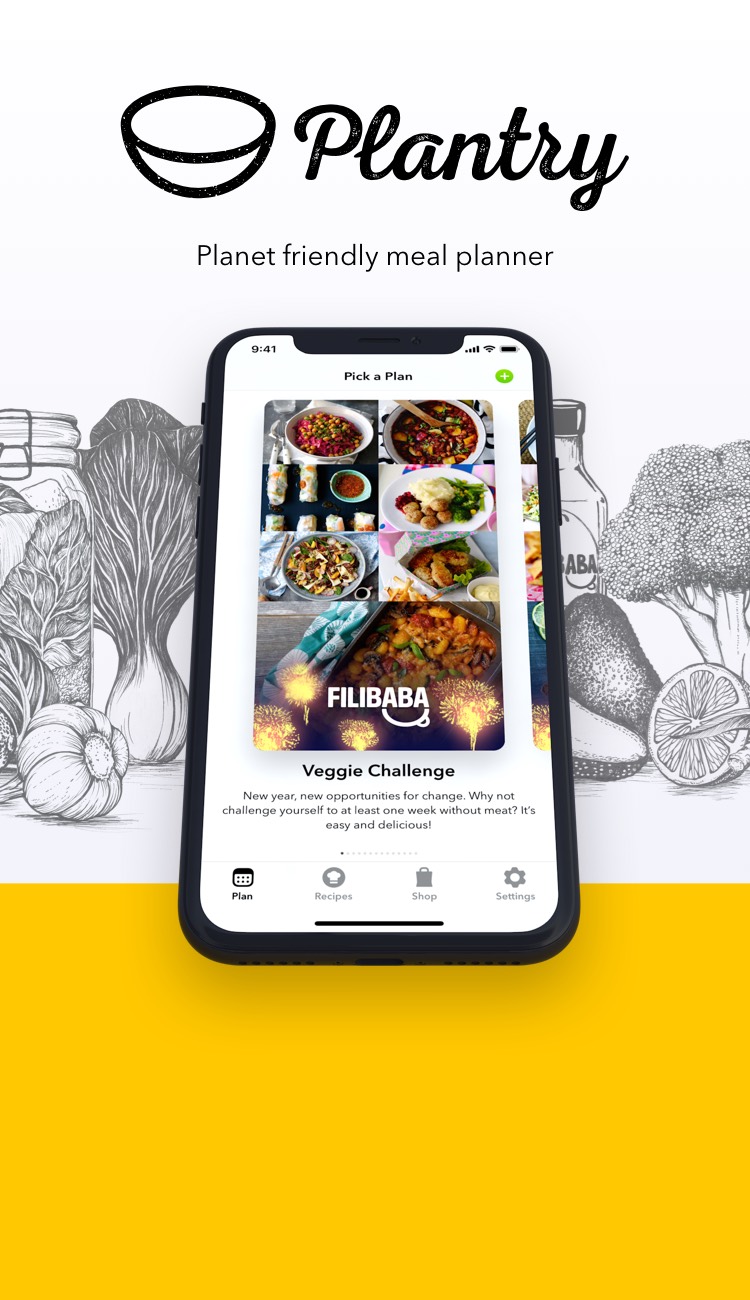 Plantry
Planet friendly meal planner
9:41
Pick a Plan
BABA
FILIBABA
Veggie Challenge
New year, new opportunities for change. Why not
challenge yourself to at least one week without meat? It's
easy and delicious!
Plan
Recipes
Shop
Settings